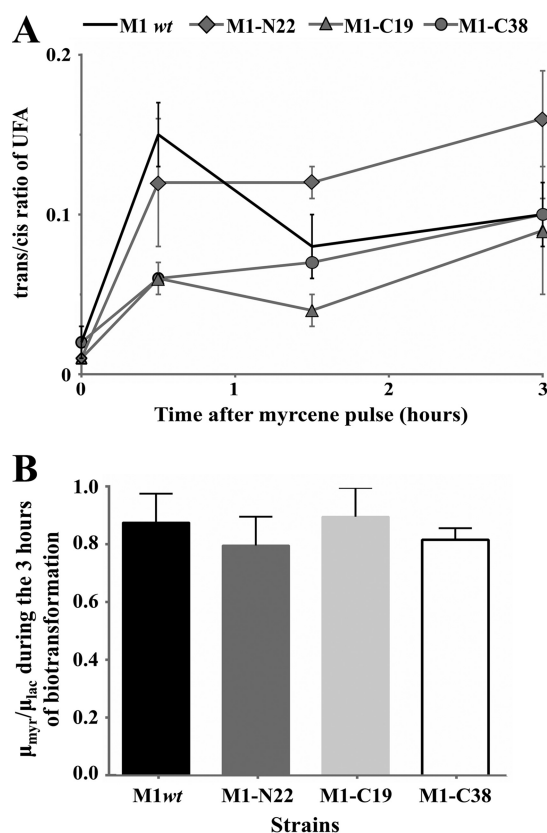 A
M1 wt M1-N22 M1-C19 M1-C38
trans/cis ratio of UFA
0.2
0.1
0
0 1 2 3
Time after myrcene pulse (hours)
B
μmyr/μlac during the 3 hours
of biotransformation
1.0
0.8
0.6
0.4
0.2
0.0
M1wt M1-N22 M1-C19 M1-C38
Strains